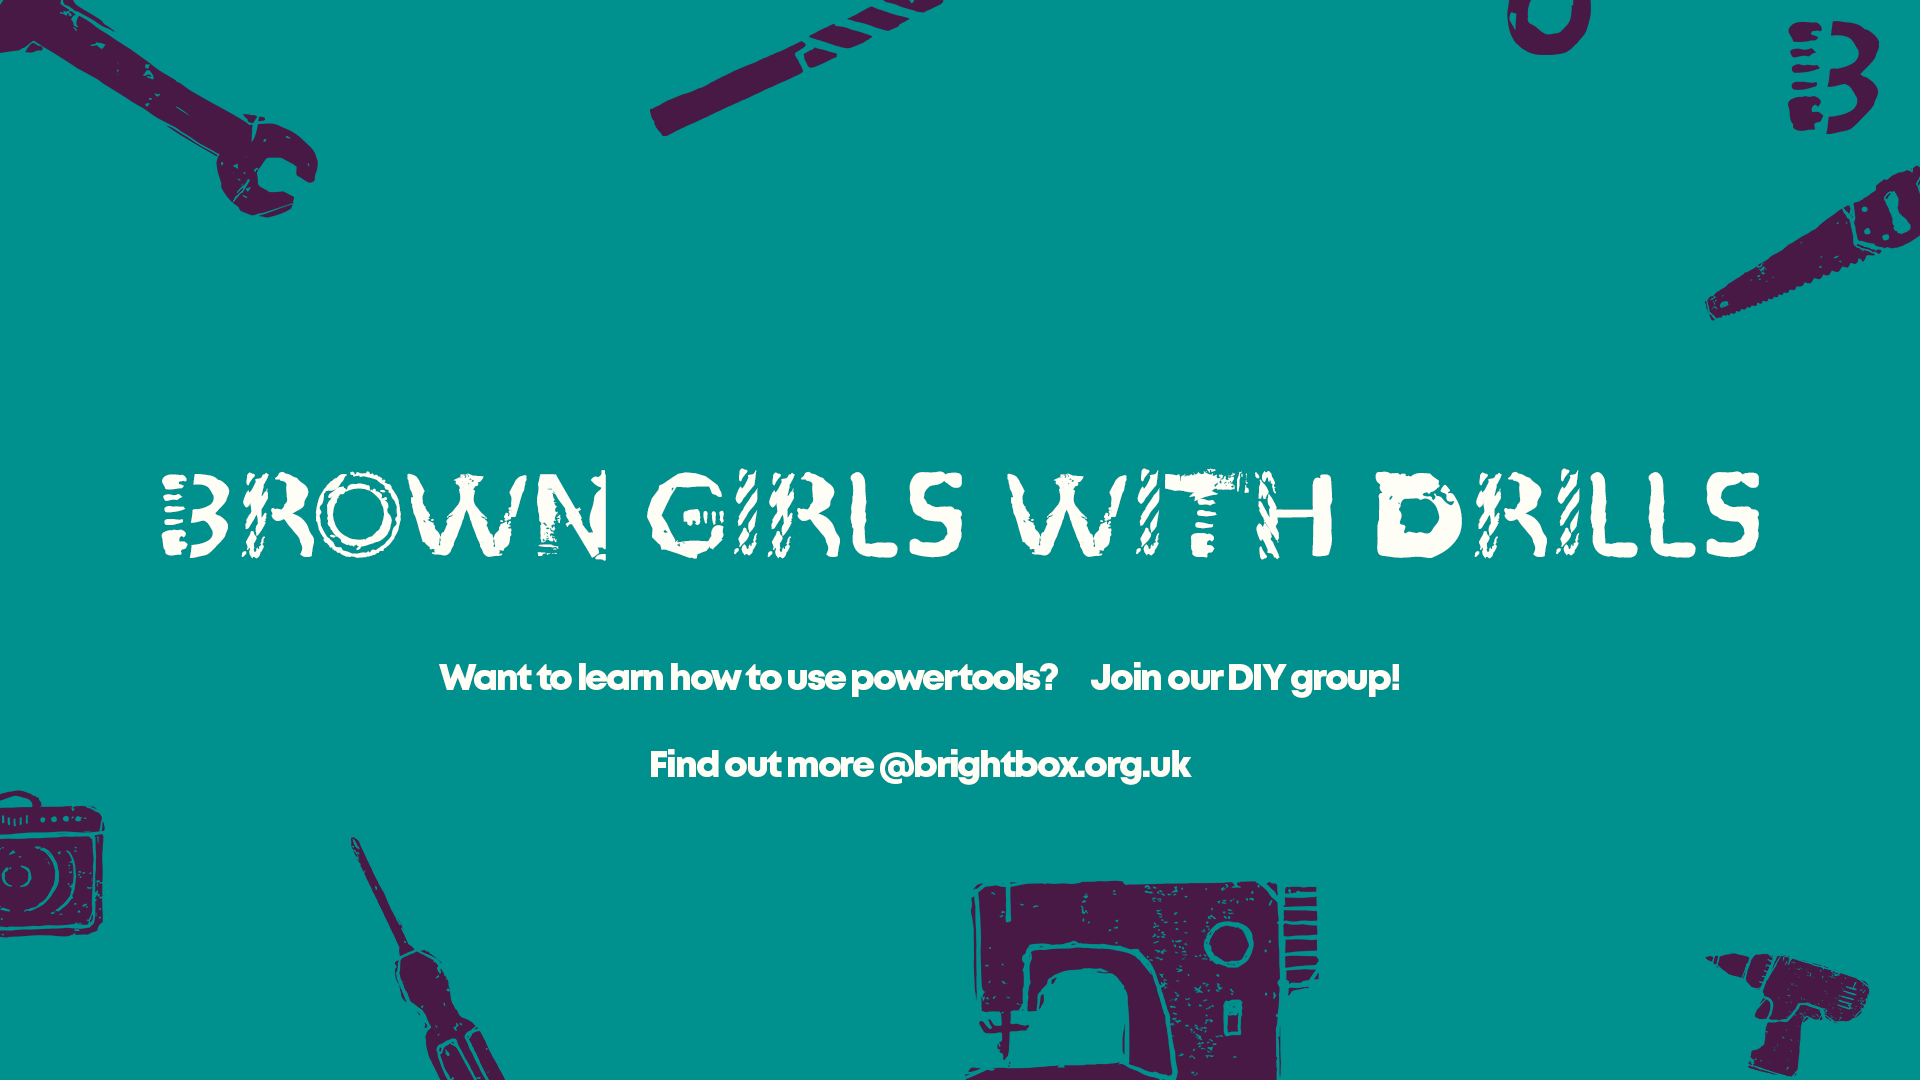 B
BROWN GIRLS WITH DRILLS
Want to learn how to use powertools? Join our DIY group!
Find out more @brightbox.org.uk